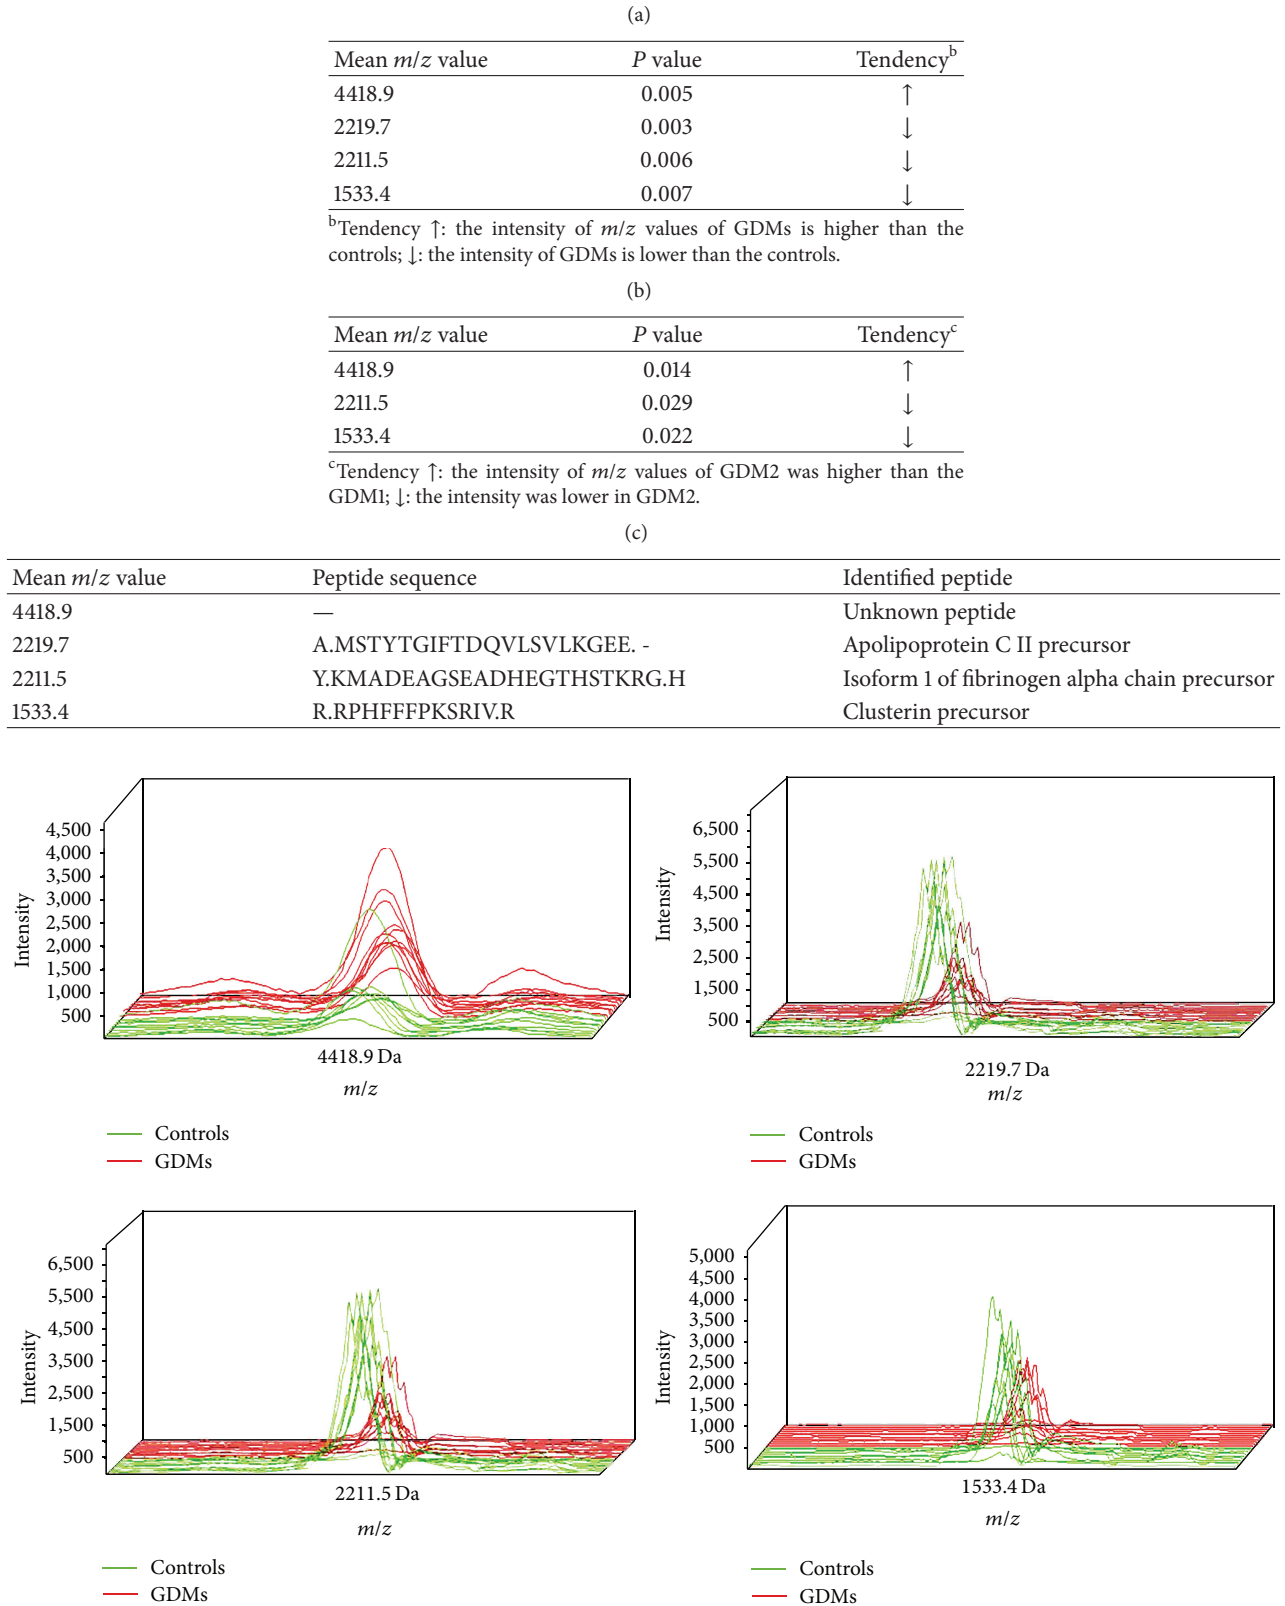 (a)
Mean m/z value P value Tendency^b
4418.9 0.005 ↑
2219.7 0.003 ↓
2211.5 0.006 ↓
1533.4 0.007 ↓
^bTendency ↑: the intensity of m/z values of GDMs is higher than the
controls; ↓: the intensity of GDMs is lower than the controls.
(b)
Mean m/z value P value Tendency^c
4418.9 0.014 ↑
2211.5 0.029 ↓
1533.4 0.022 ↓
^cTendency ↑: the intensity of m/z values of GDM2 was higher than the
GDM1; ↓: the intensity was lower in GDM2.
(c)
Mean m/z value Peptide sequence Identified peptide
4418.9 — Unknown peptide
2219.7 A.MSTYTGIFTDQVLSVLKGEE. - Apolipoprotein C II precursor
2211.5 Y.KMADEAGSEADHEGTHSTKRG.H Isoform 1 of fibrinogen alpha chain precursor
1533.4 R.RPHFFFPKSRIV.R Clusterin precursor
4,500
4,000
3,500
3,000
2,500
2,000
1,500
1,000
500
Intensity
4418.9 Da
m/z
Controls
GDMs
6,500
5,500
4,500
3,500
2,500
1,500
500
Intensity
2219.7 Da
m/z
Controls
GDMs
6,500
5,500
4,500
3,500
2,500
1,500
500
Intensity
2211.5 Da
m/z
Controls
GDMs
5,000
4,500
4,000
3,500
3,000
2,500
2,000
1,500
1,000
500
Intensity
1533.4 Da
m/z
Controls
GDMs